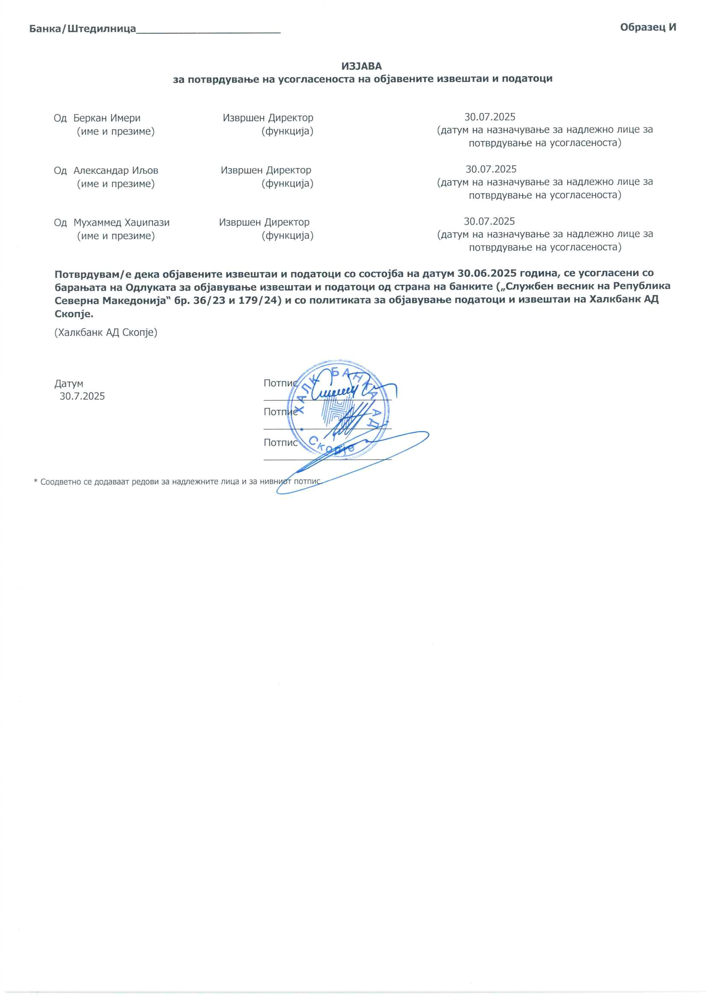 Банка/Штедилница_________________________ Образец И
ИЗЈАВА
за потврдување на усогласеноста на објавените извештаи и податоци
Од Беркан Имери Извршен Директор 30.07.2025
(име и презиме) (функција) (датум на назначување за надлежно лице за
потврдување на усогласеноста)
Од Александар Иљов Извршен Директор 30.07.2025
(име и презиме) (функција) (датум на назначување за надлежно лице за
потврдување на усогласеноста)
Од Мухаммед Хаџипази Извршен Директор 30.07.2025
(име и презиме) (функција) (датум на назначување за надлежно лице за
потврдување на усогласеноста)
Потврдувам/е дека објавените извештаи и податоци со состојба на датум 30.06.2025 година, се усогласени со
барањата на Одлуката за објавување извештаи и податоци од страна на банките („Службен весник на Република
Северна Македонија“ бр. 36/23 и 179/24) и со политиката за објавување податоци и извештаи на Халкбанк АД
Скопје.
(Халкбанк АД Скопје)
Датум Потпис
30.7.2025
Потпис
Потпис
ХАЛК БАНКА АД
Скопје
* Соодветно се додаваат редови за надлежните лица и за нивниот потпис.